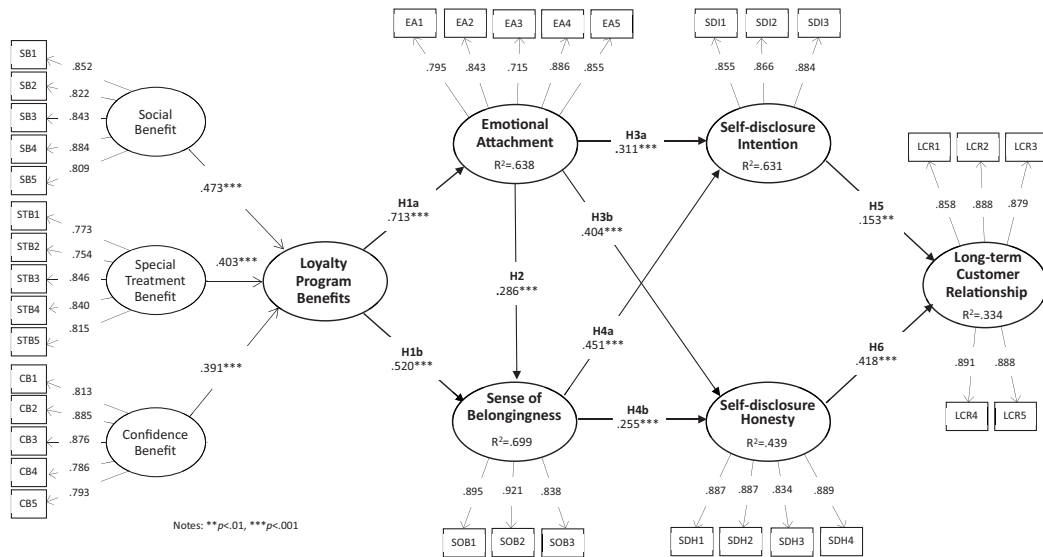 EA1
EA2
EA3
EA4
EA5
SDI1
SDI2
SDI3
.795
.843
.715
.886
.855
.855
.866
.884
SB1
SB2
SB3
SB4
SB5
.852
.822
.843
.884
.809
Social
Benefit
Emotional
Attachment
R²=.638
H3a
.311***
Self-disclosure
Intention
R²=.631
LCR1
LCR2
LCR3
.858
.888
.879
.473***
H1a
.713***
H3b
.404***
H5
.153**
STB1
STB2
STB3
STB4
STB5
.773
.754
.846
.840
.815
Special
Treatment
Benefit
.403***
Loyalty
Program
Benefits
H2
.286***
Long-term
Customer
Relationship
R²=.334
H4a
.451***
.391***
H1b
.520***
H6
.418***
.891
.888
LCR4
LCR5
CB1
CB2
CB3
CB4
CB5
.813
.885
.876
.786
.793
Confidence
Benefit
Sense of
Belongingness
R²=.699
H4b
.255***
Self-disclosure
Honesty
R²=.439
.895
.921
.838
.887
.887
.834
.889
SOB1
SOB2
SOB3
SDH1
SDH2
SDH3
SDH4
Notes: **p<.01, ***p<.001